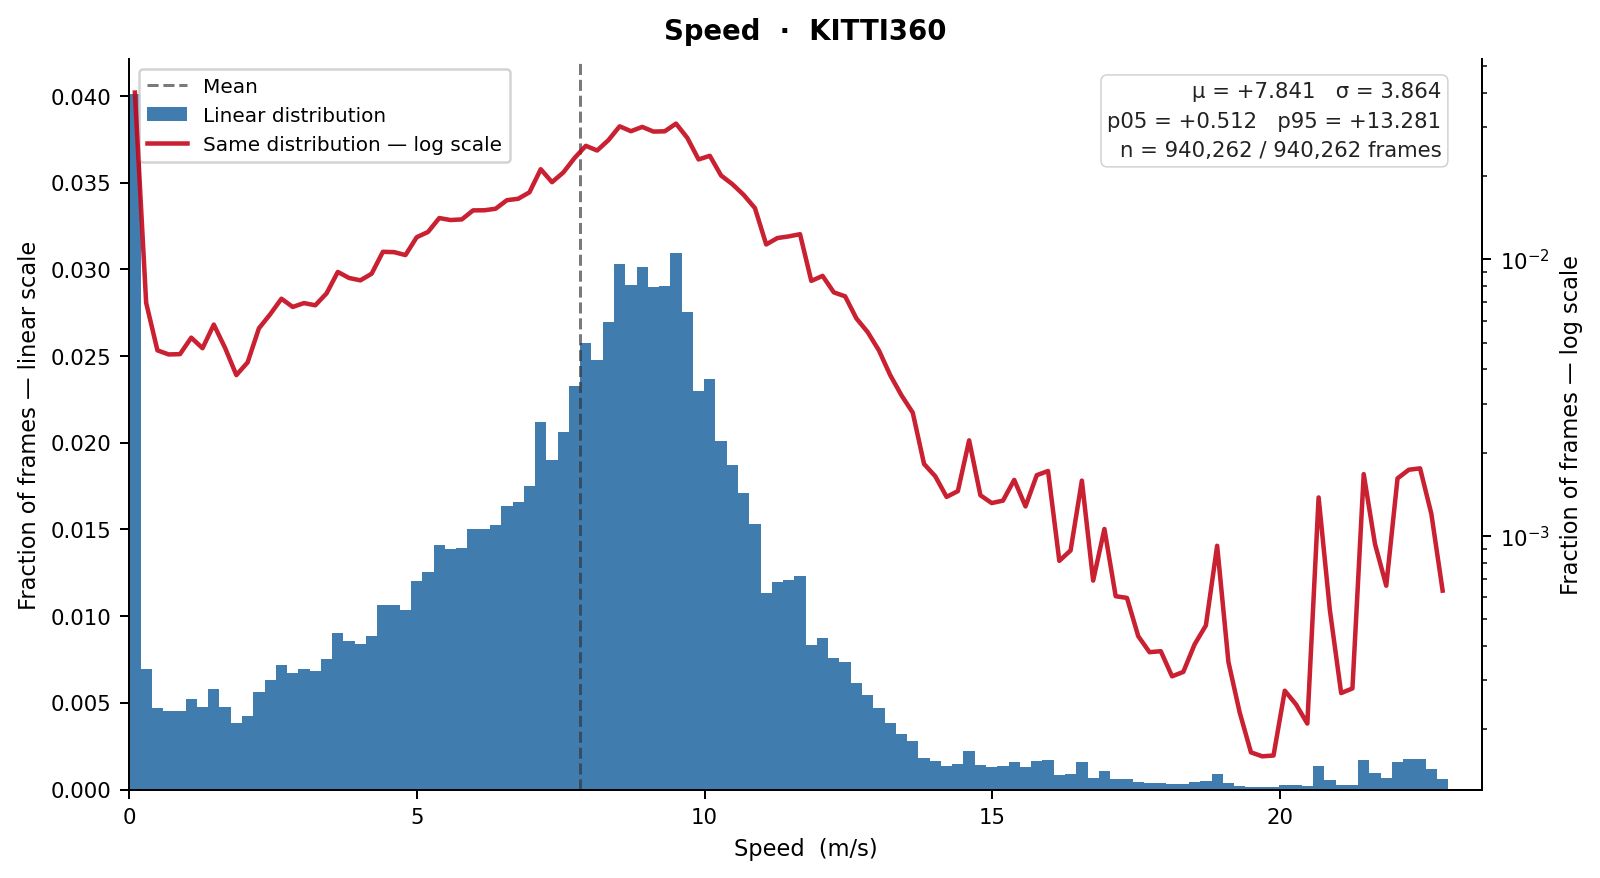 Speed · KITTI360
Mean
Linear distribution
Same distribution — log scale
μ = +7.841 σ = 3.864
p05 = +0.512 p95 = +13.281
n = 940,262 / 940,262 frames
Fraction of frames — linear scale
0.040
0.035
0.030
0.025
0.020
0.015
0.010
0.005
0.000
10⁻²
10⁻³
Fraction of frames — log scale
0
5
10
15
20
Speed (m/s)